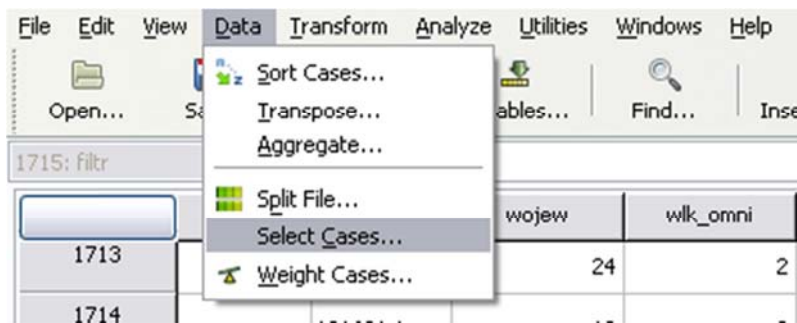 File Edit View Data Transform Analyze Utilities Windows Help
Sort Cases...
Transpose...
Aggregate...
Split File...
Select Cases...
Weight Cases...
Open...
Find...
1715: filtr
wojew wlk_omni
1713 24 2
1714